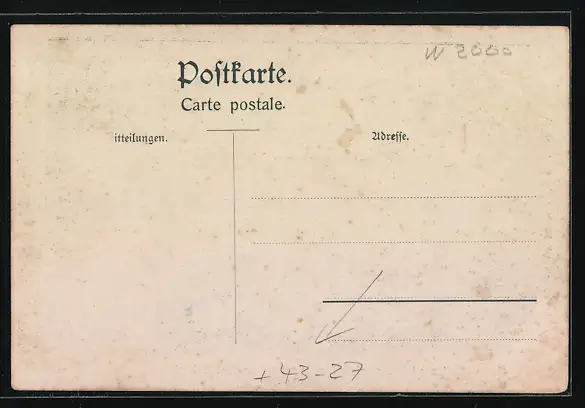 W 2000
Postkarte.
Carte postale.
itteilungen.
Adresse.
+ 43-27